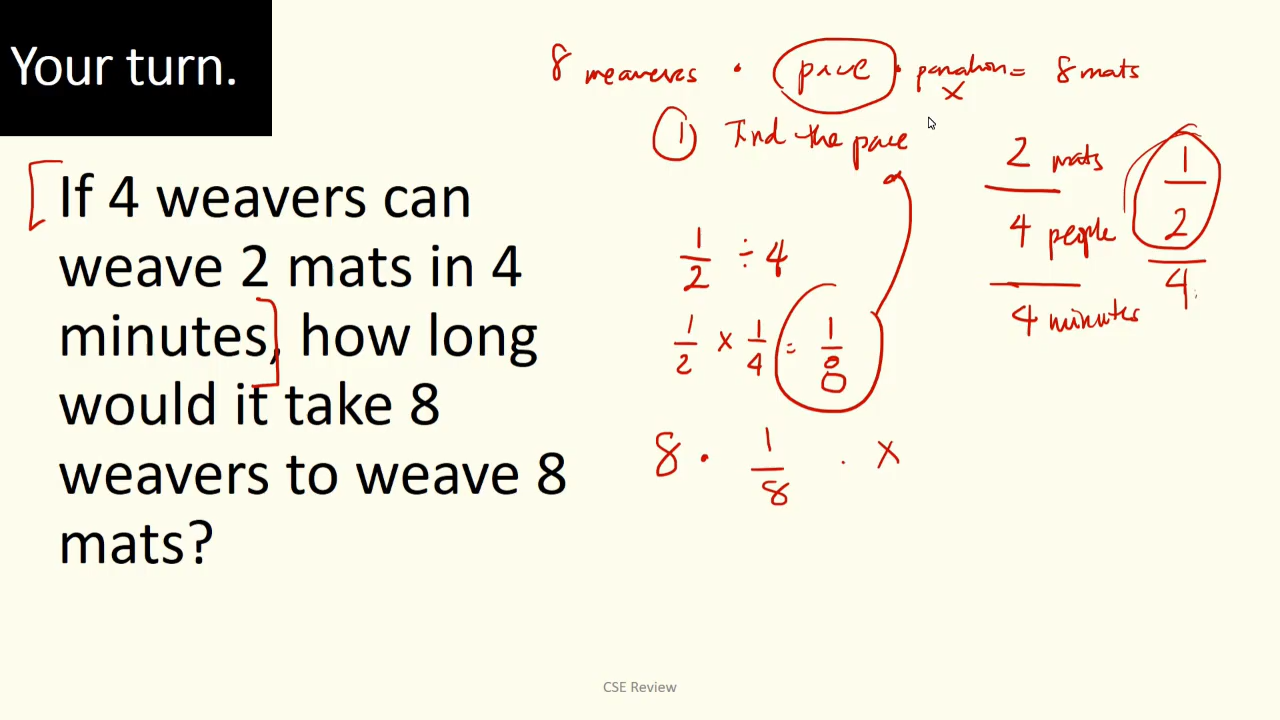 Your turn.
If 4 weavers can
weave 2 mats in 4
minutes, how long
would it take 8
weavers to weave 8
mats?
8 weavers · pace · = 8 mats
x
1 Find the pace
2 mats
4 people
4 minutes
1
2
4
1/2 ÷ 4
1/2 x 1/4 = 1/8
8 · 1/8 · x
CSE Review